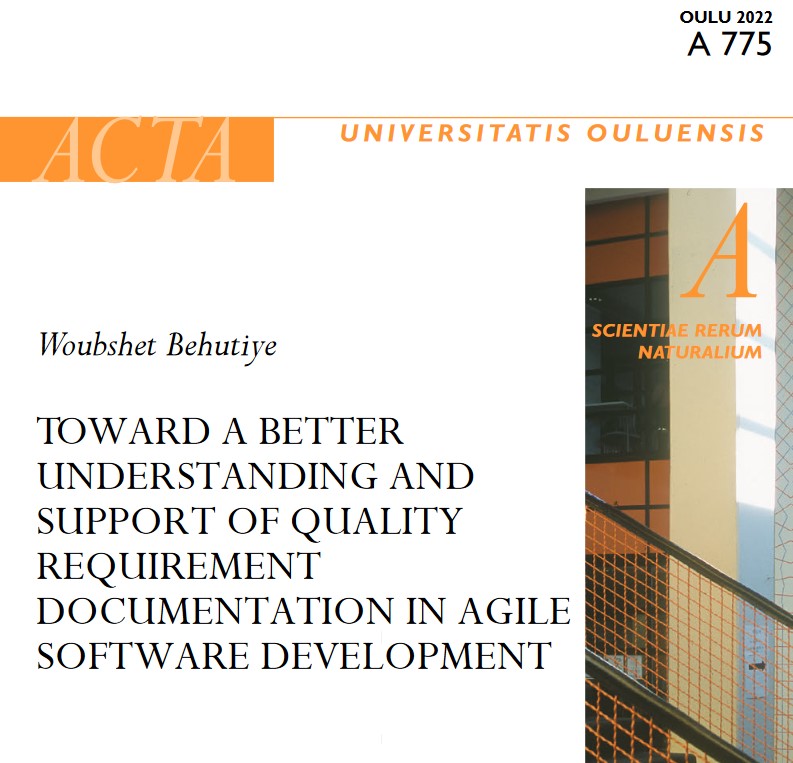 OULU 2022
A 775
ACTA
UNIVERSITATIS OULUENSIS
A
SCIENTIAE RERUM
NATURALIUM
Woubshet Behutiye
TOWARD A BETTER
UNDERSTANDING AND
SUPPORT OF QUALITY
REQUIREMENT
DOCUMENTATION IN AGILE
SOFTWARE DEVELOPMENT